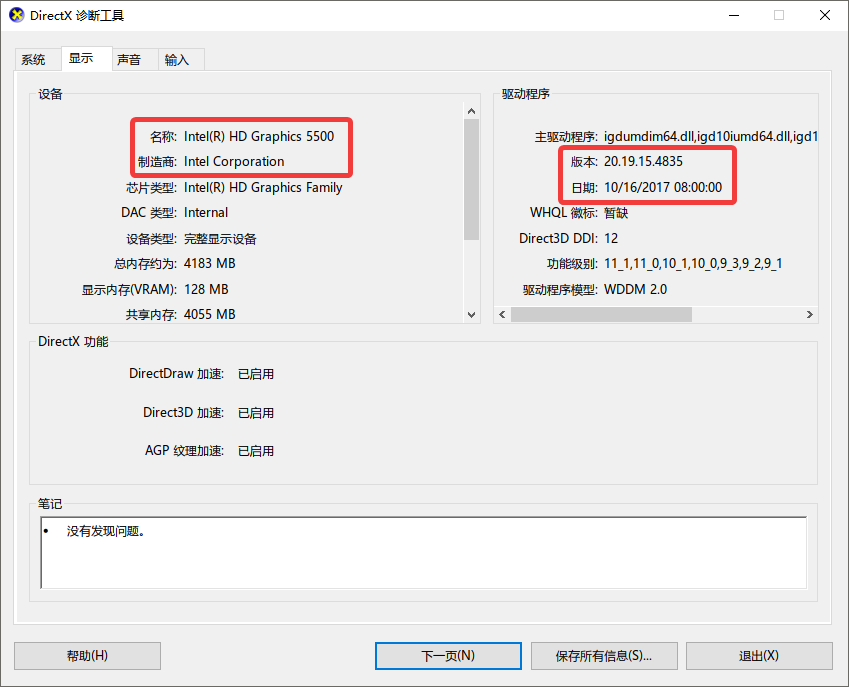 DirectX 诊断工具
系统 显示 声音 输入
设备
名称: Intel(R) HD Graphics 5500
制造商: Intel Corporation
芯片类型: Intel(R) HD Graphics Family
DAC 类型: Internal
设备类型: 完整显示设备
总内存约为: 4183 MB
显示内存(VRAM): 128 MB
共享内存: 4055 MB
驱动程序
主驱动程序: igdumdim64.dll,igd10iumd64.dll,igd1
版本: 20.19.15.4835
日期: 10/16/2017 08:00:00
WHQL 徽标: 暂缺
Direct3D DDI: 12
功能级别: 11_1,11_0,10_1,10_0,9_3,9_2,9_1
驱动程序模型: WDDM 2.0
DirectX 功能
DirectDraw 加速: 已启用
Direct3D 加速: 已启用
AGP 纹理加速: 已启用
笔记
• 没有发现问题。
帮助(H) 下一页(N) 保存所有信息(S)... 退出(X)